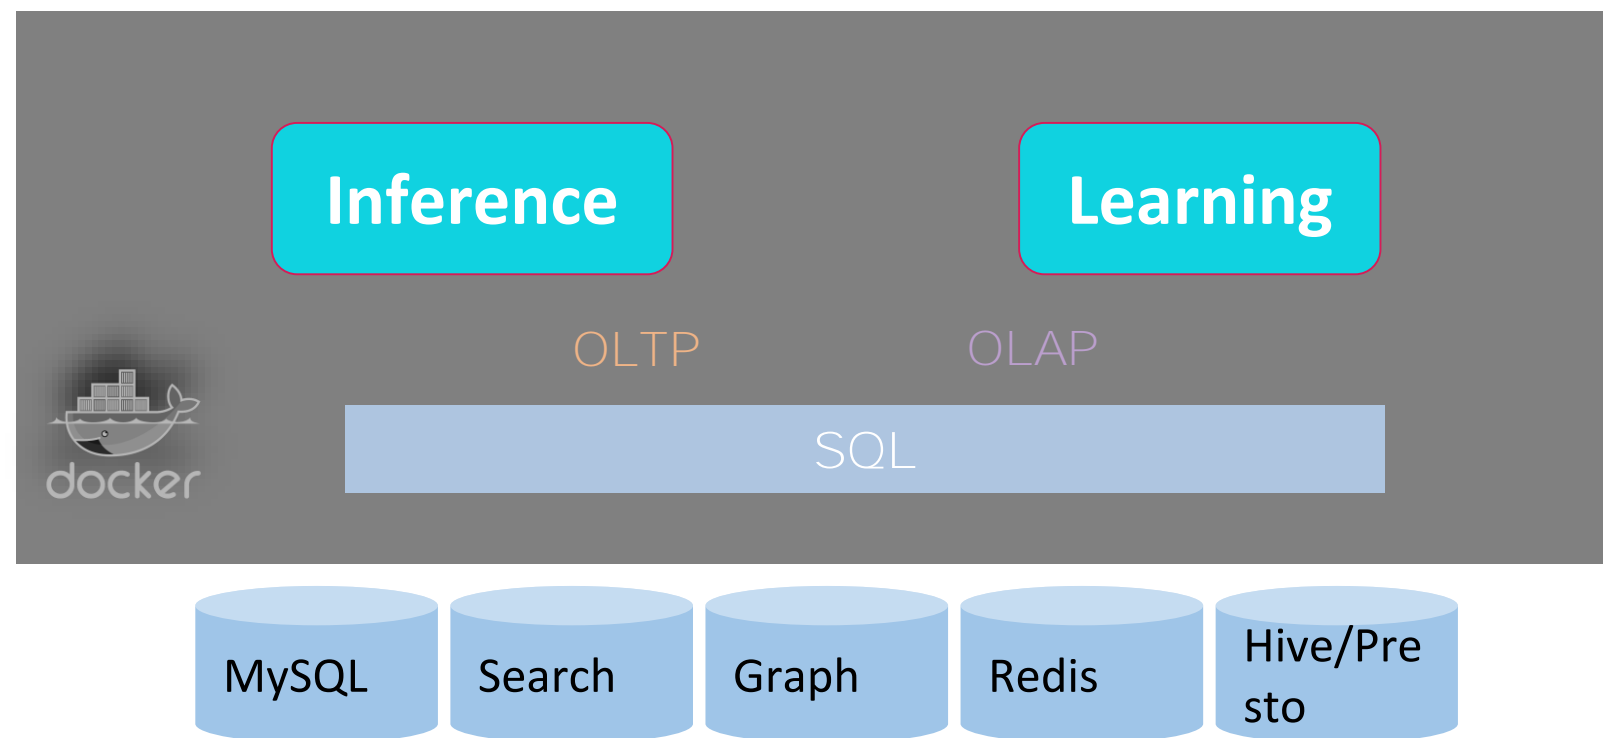 Inference
Learning
OLTP
OLAP
SQL
docker
MySQL
Search
Graph
Redis
Hive/Pre
sto